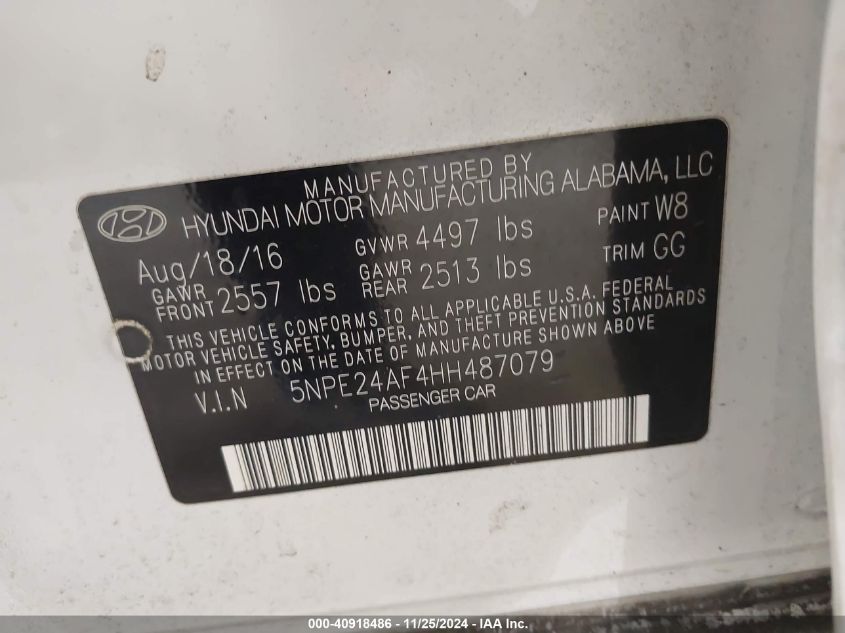 MANUFACTURED BY
HYUNDAI MOTOR MANUFACTURING ALABAMA, LLC
Aug/18/16 GVWR 4497 lbs PAINT W8
GAWR FRONT 2557 lbs GAWR REAR 2513 lbs TRIM GG
THIS VEHICLE CONFORMS TO ALL APPLICABLE U.S.A. FEDERAL
MOTOR VEHICLE SAFETY, BUMPER, AND THEFT PREVENTION STANDARDS
IN EFFECT ON THE DATE OF MANUFACTURE SHOWN ABOVE
V.I.N 5NPE24AF4HH487079
PASSENGER CAR
000-40918486 - 11/25/2024 - IAA Inc.